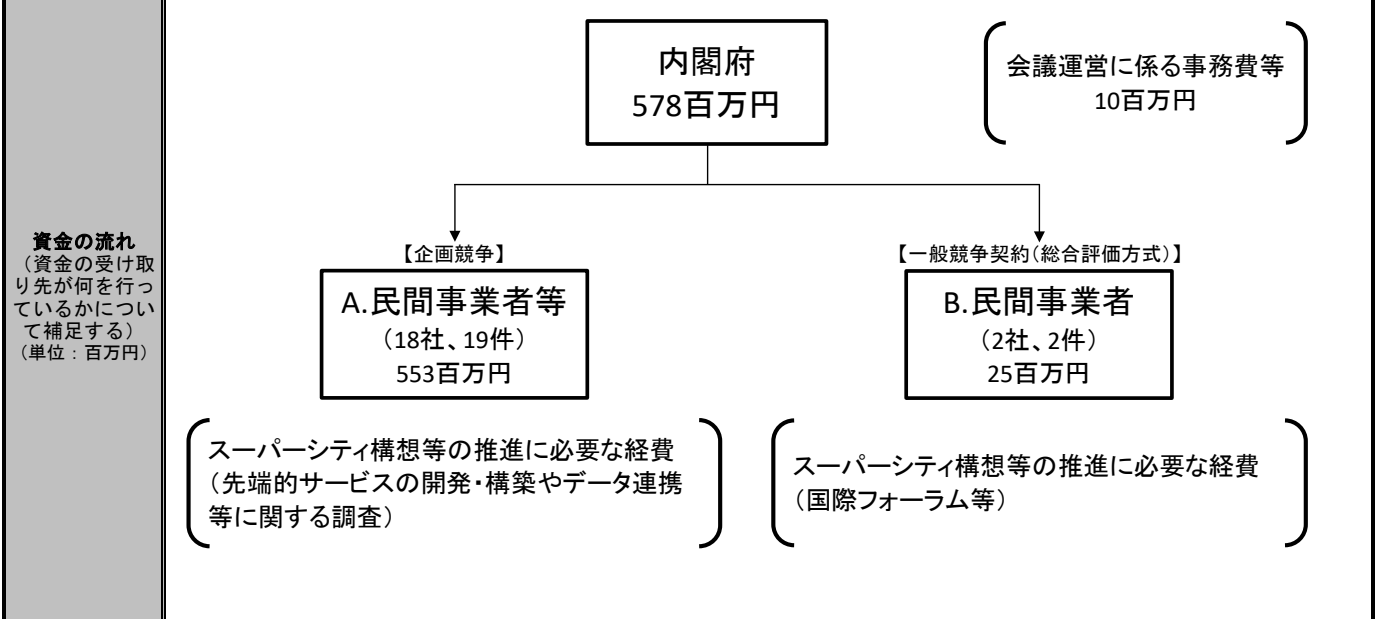 資金の流れ
（資金の受け取
り先が何を行っ
ているかについ
て補足する）
（単位：百万円）
内閣府
578百万円
会議運営に係る事務費等
10百万円
【企画競争】
A.民間事業者等
（18社、19件）
553百万円
【一般競争契約（総合評価方式）】
B.民間事業者
（2社、2件）
25百万円
スーパーシティ構想等の推進に必要な経費
（先端的サービスの開発・構築やデータ連携
等に関する調査）
スーパーシティ構想等の推進に必要な経費
（国際フォーラム等）